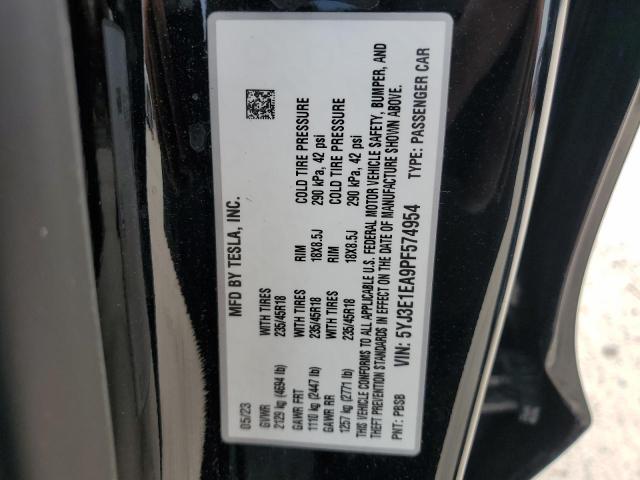 MFD BY TESLA, INC.
05/23
GVWR WITH TIRES RIM COLD TIRE PRESSURE
2129 kg (4694 lb) 235/45R18 18X8.5J 290 kPa, 42 psi
GAWR FRT WITH TIRES RIM COLD TIRE PRESSURE
1110 kg (2447 lb) 235/45R18 18X8.5J 290 kPa, 42 psi
GAWR RR
1257 kg (2771 lb) 235/45R18
THIS VEHICLE CONFORMS TO ALL APPLICABLE U.S. FEDERAL MOTOR VEHICLE SAFETY, BUMPER, AND
THEFT PREVENTION STANDARDS IN EFFECT ON THE DATE OF MANUFACTURE SHOWN ABOVE.
VIN: 5YJ3E1EA9PF574954 TYPE: PASSENGER CAR
PNT: PBSB